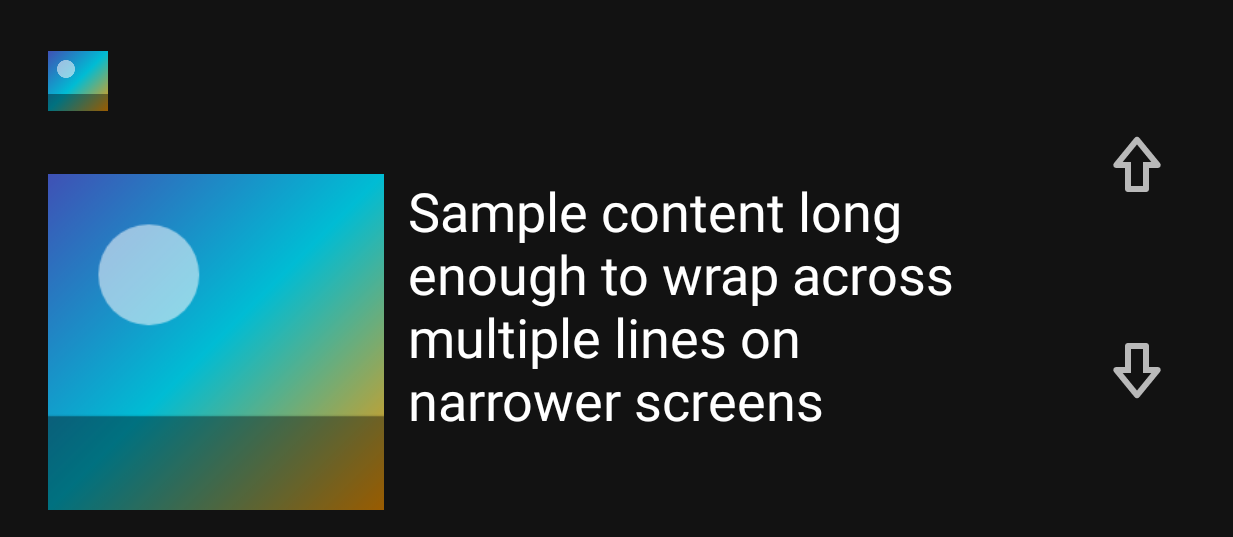 Sample content long
enough to wrap across
multiple lines on
narrower screens